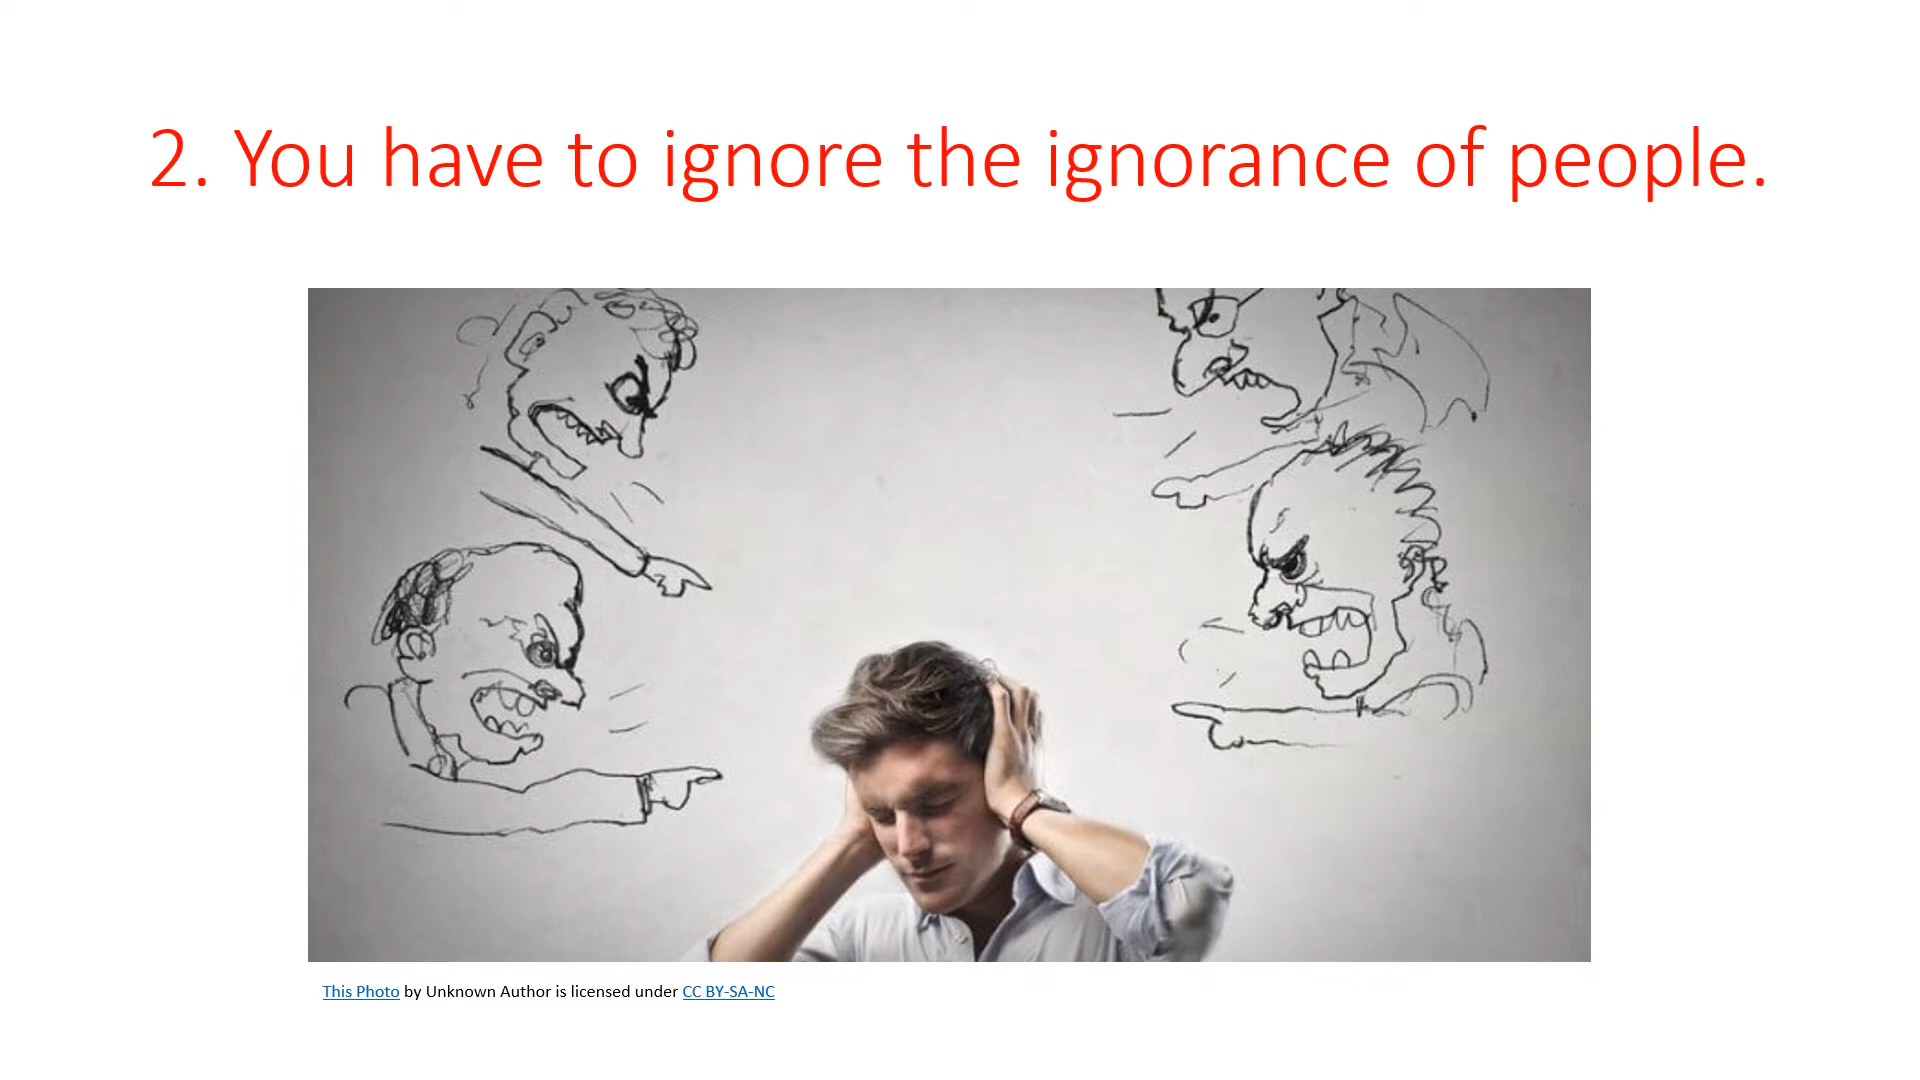 2. You have to ignore the ignorance of people.
This Photo by Unknown Author is licensed under CC BY-SA-NC